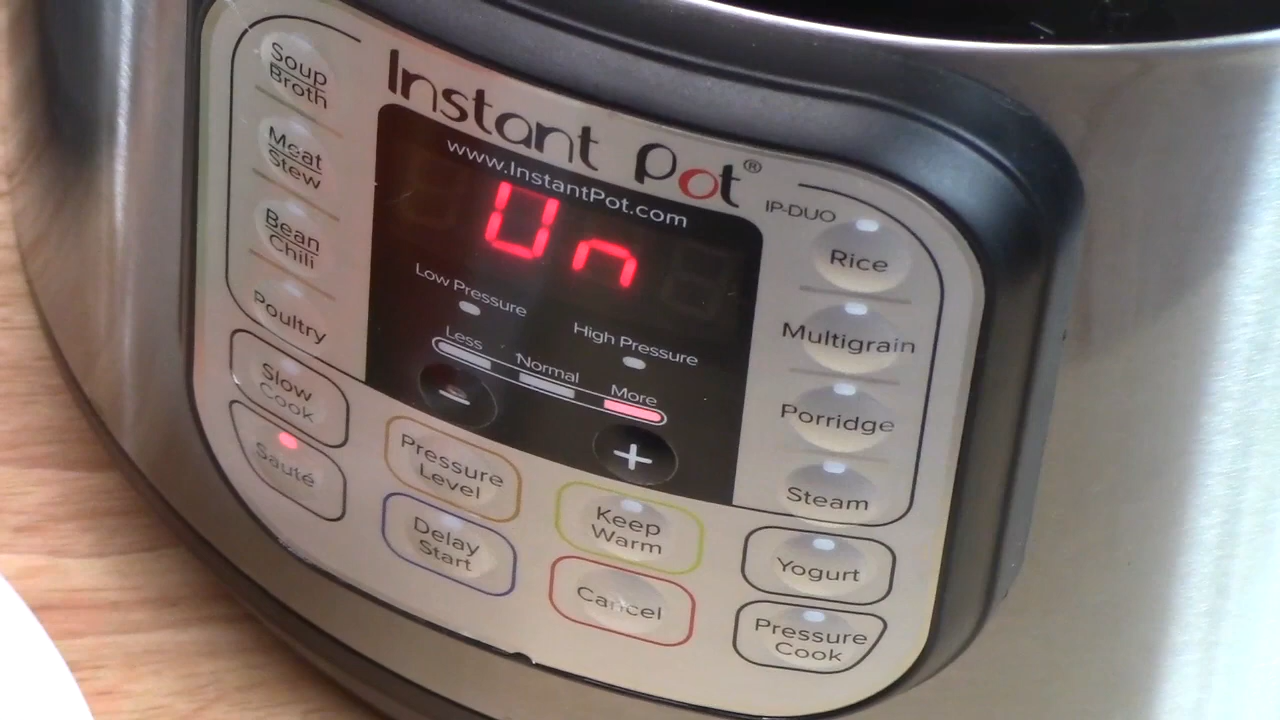 Instant Pot®
www.InstantPot.com
IP-DUO
Soup
Broth
Meat
Stew
Bean
Chili
Poultry
Slow
Cook
Sauté
On
Low Pressure
High Pressure
Less
Normal
More
-
+
Pressure
Level
Delay
Start
Keep
Warm
Cancel
Rice
Multigrain
Porridge
Steam
Yogurt
Pressure
Cook